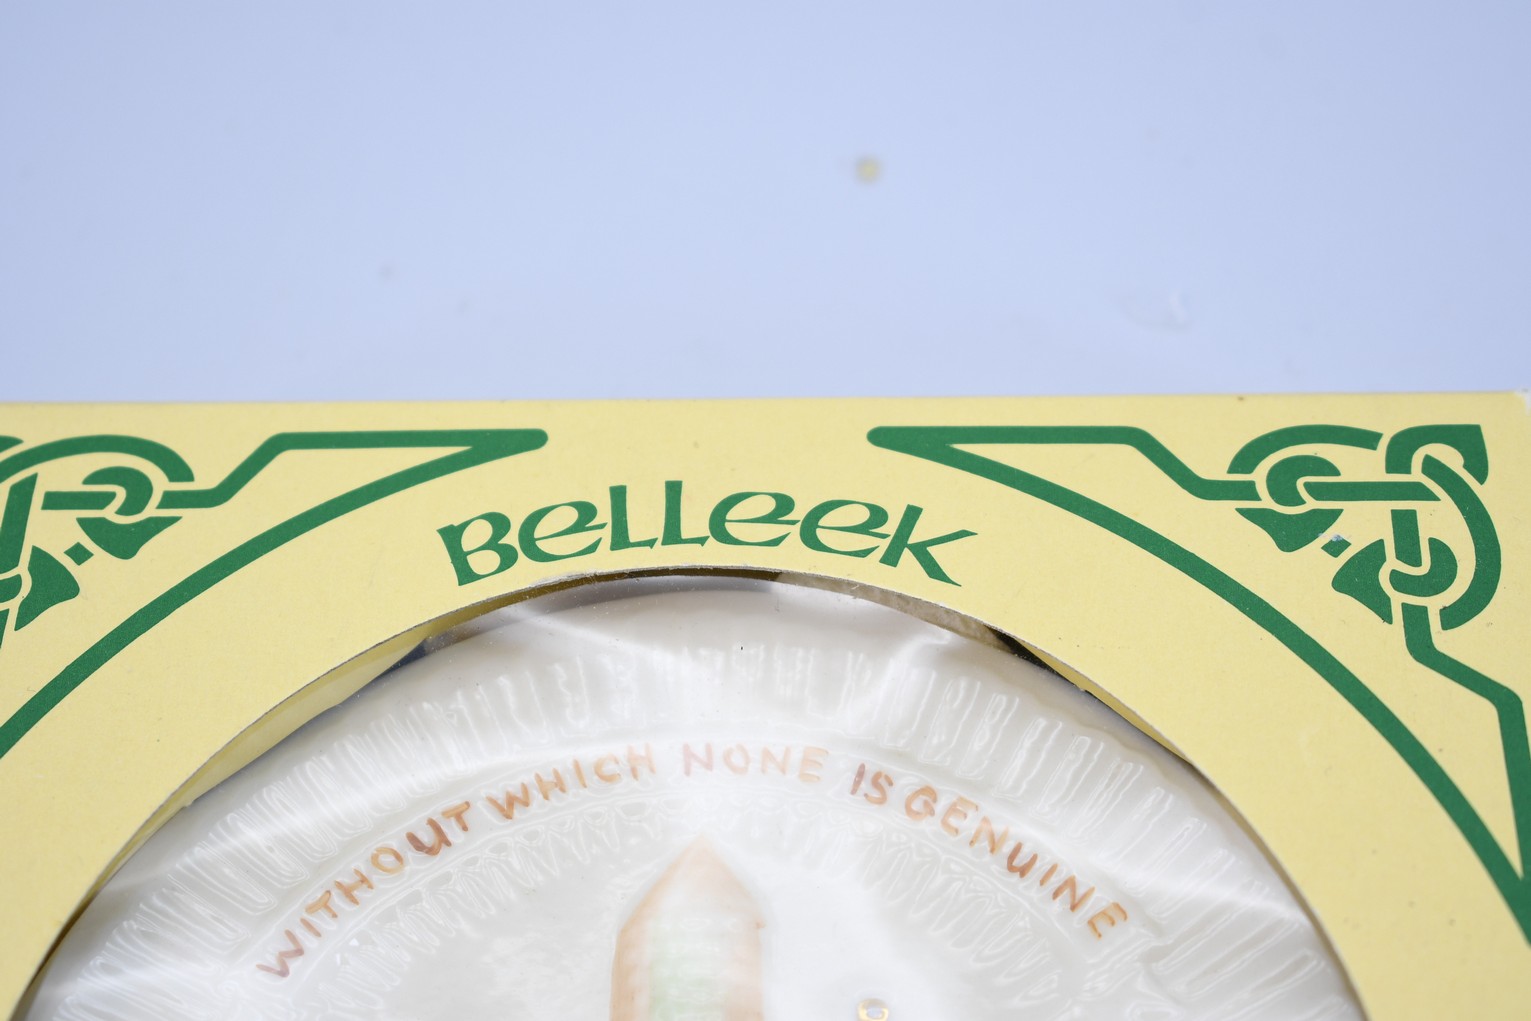 BELLEEK
WITHOUT WHICH NONE IS GENUINE